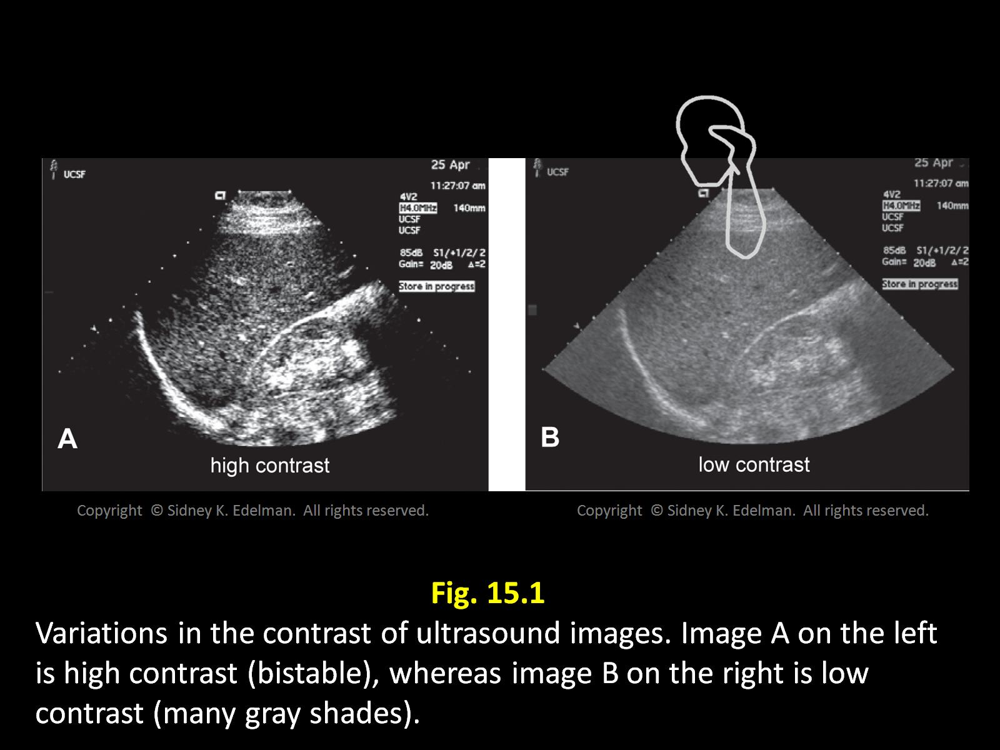 UCSF
25 Apr
11:27:07 am
4V2
H4.0MHz 140mm
UCSF
UCSF
85dB S1/+1/2/2
Gain= 20dB Δ=2
Store in progress
A
high contrast
UCSF
25 Apr
11:27:07 am
4V2
H4.0MHz 140mm
UCSF
UCSF
85dB S1/+1/2/2
Gain= 20dB Δ=2
Store in progress
B
low contrast
Copyright © Sidney K. Edelman. All rights reserved.
Copyright © Sidney K. Edelman. All rights reserved.
Fig. 15.1
Variations in the contrast of ultrasound images. Image A on the left
is high contrast (bistable), whereas image B on the right is low
contrast (many gray shades).